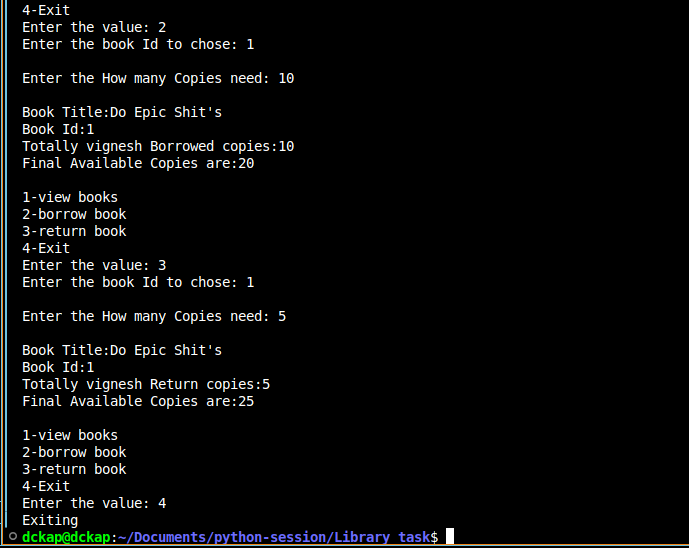 4-Exit
Enter the value: 2
Enter the book Id to chose: 1
Enter the How many Copies need: 10
Book Title:Do Epic Shit's
Book Id:1
Totally vignesh Borrowed copies:10
Final Available Copies are:20
1-view books
2-borrow book
3-return book
4-Exit
Enter the value: 3
Enter the book Id to chose: 1
Enter the How many Copies need: 5
Book Title:Do Epic Shit's
Book Id:1
Totally vignesh Return copies:5
Final Available Copies are:25
1-view books
2-borrow book
3-return book
4-Exit
Enter the value: 4
Exiting
dckap@dckap:~/Documents/python-session/Library task$